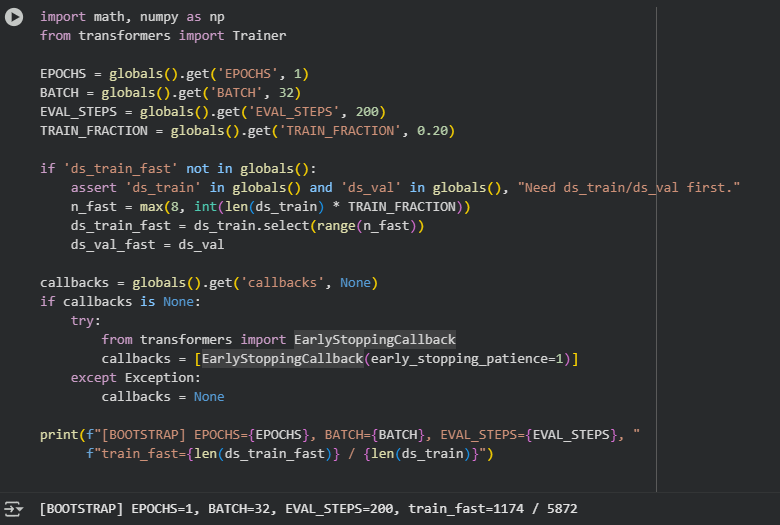 import math, numpy as np
from transformers import Trainer
EPOCHS = globals().get('EPOCHS', 1)
BATCH = globals().get('BATCH', 32)
EVAL_STEPS = globals().get('EVAL_STEPS', 200)
TRAIN_FRACTION = globals().get('TRAIN_FRACTION', 0.20)
if 'ds_train_fast' not in globals():
    assert 'ds_train' in globals() and 'ds_val' in globals(), "Need ds_train/ds_val first."
    n_fast = max(8, int(len(ds_train) * TRAIN_FRACTION))
    ds_train_fast = ds_train.select(range(n_fast))
    ds_val_fast = ds_val
callbacks = globals().get('callbacks', None)
if callbacks is None:
    try:
        from transformers import EarlyStoppingCallback
        callbacks = [EarlyStoppingCallback(early_stopping_patience=1)]
    except Exception:
        callbacks = None
print(f"[BOOTSTRAP] EPOCHS={EPOCHS}, BATCH={BATCH}, EVAL_STEPS={EVAL_STEPS}, "
      f"train_fast={len(ds_train_fast)} / {len(ds_train)}")
[BOOTSTRAP] EPOCHS=1, BATCH=32, EVAL_STEPS=200, train_fast=1174 / 5872